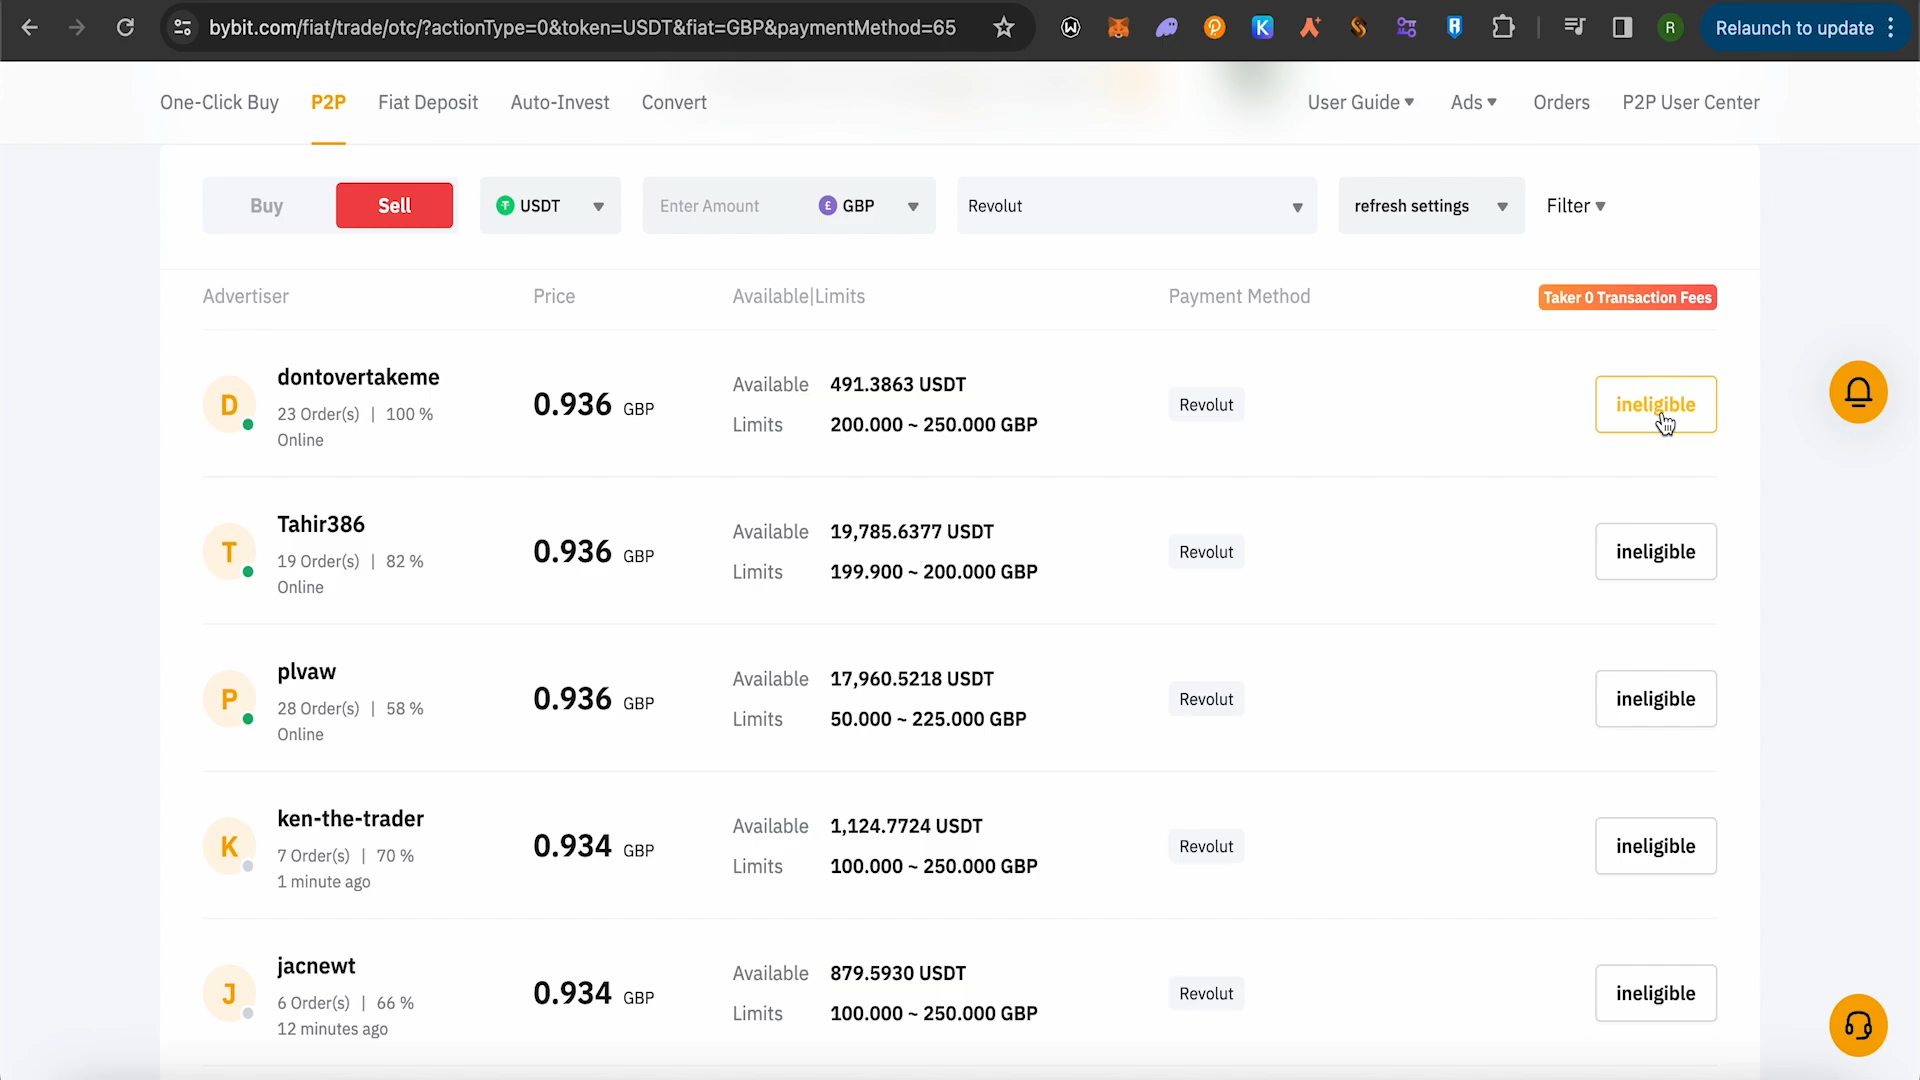 bybit.com/fiat/trade/otc/?actionType=0&token=USDT&fiat=GBP&paymentMethod=65
R
Relaunch to update
One-Click Buy P2P Fiat Deposit Auto-Invest Convert User Guide Ads Orders P2P User Center
Buy Sell USDT Enter Amount GBP Revolut refresh settings Filter
Advertiser Price Available|Limits Payment Method Taker 0 Transaction Fees
D
dontovertakeme
23 Order(s) | 100 %
Online
0.936 GBP
Available 491.3863 USDT
Limits 200.000 ~ 250.000 GBP
Revolut
ineligible
T
Tahir386
19 Order(s) | 82 %
Online
0.936 GBP
Available 19,785.6377 USDT
Limits 199.900 ~ 200.000 GBP
Revolut
ineligible
P
plvaw
28 Order(s) | 58 %
Online
0.936 GBP
Available 17,960.5218 USDT
Limits 50.000 ~ 225.000 GBP
Revolut
ineligible
K
ken-the-trader
7 Order(s) | 70 %
1 minute ago
0.934 GBP
Available 1,124.7724 USDT
Limits 100.000 ~ 250.000 GBP
Revolut
ineligible
J
jacnewt
6 Order(s) | 66 %
12 minutes ago
0.934 GBP
Available 879.5930 USDT
Limits 100.000 ~ 250.000 GBP
Revolut
ineligible